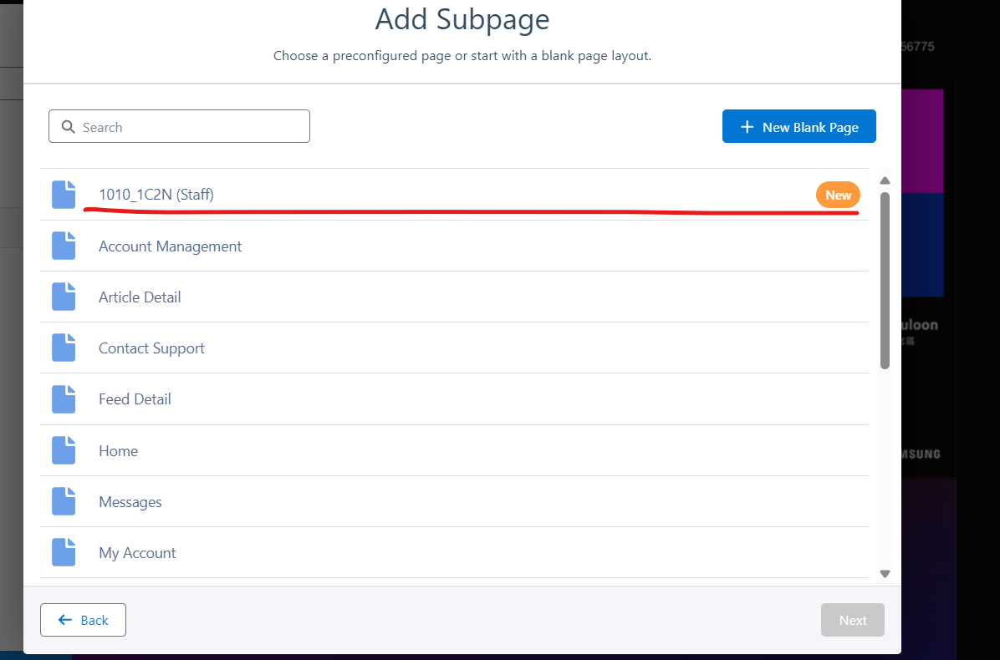 Add Subpage
Choose a preconfigured page or start with a blank page layout.
56775
Search
New Blank Page
1010_1C2N (Staff)
New
Account Management
Article Detail
uloon
Contact Support
Feed Detail
Home
MSUNG
Messages
My Account
Back
Next